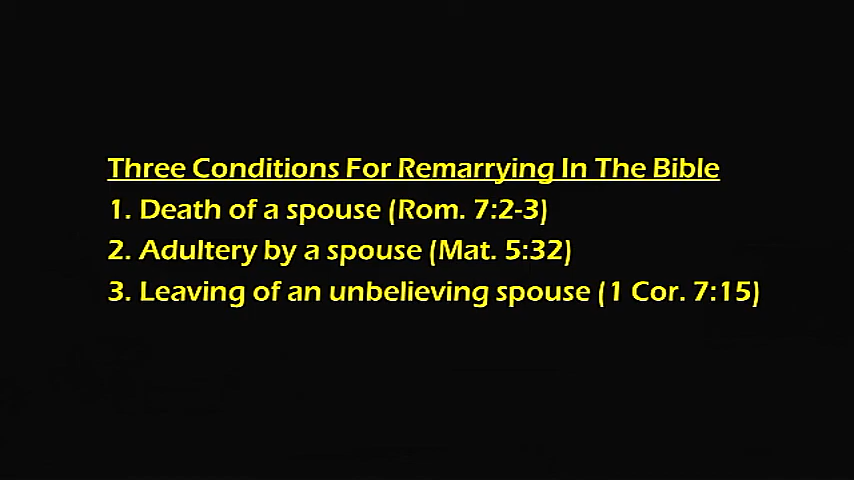 Three Conditions For Remarrying In The Bible
1. Death of a spouse (Rom. 7:2-3)
2. Adultery by a spouse (Mat. 5:32)
3. Leaving of an unbelieving spouse (1 Cor. 7:15)